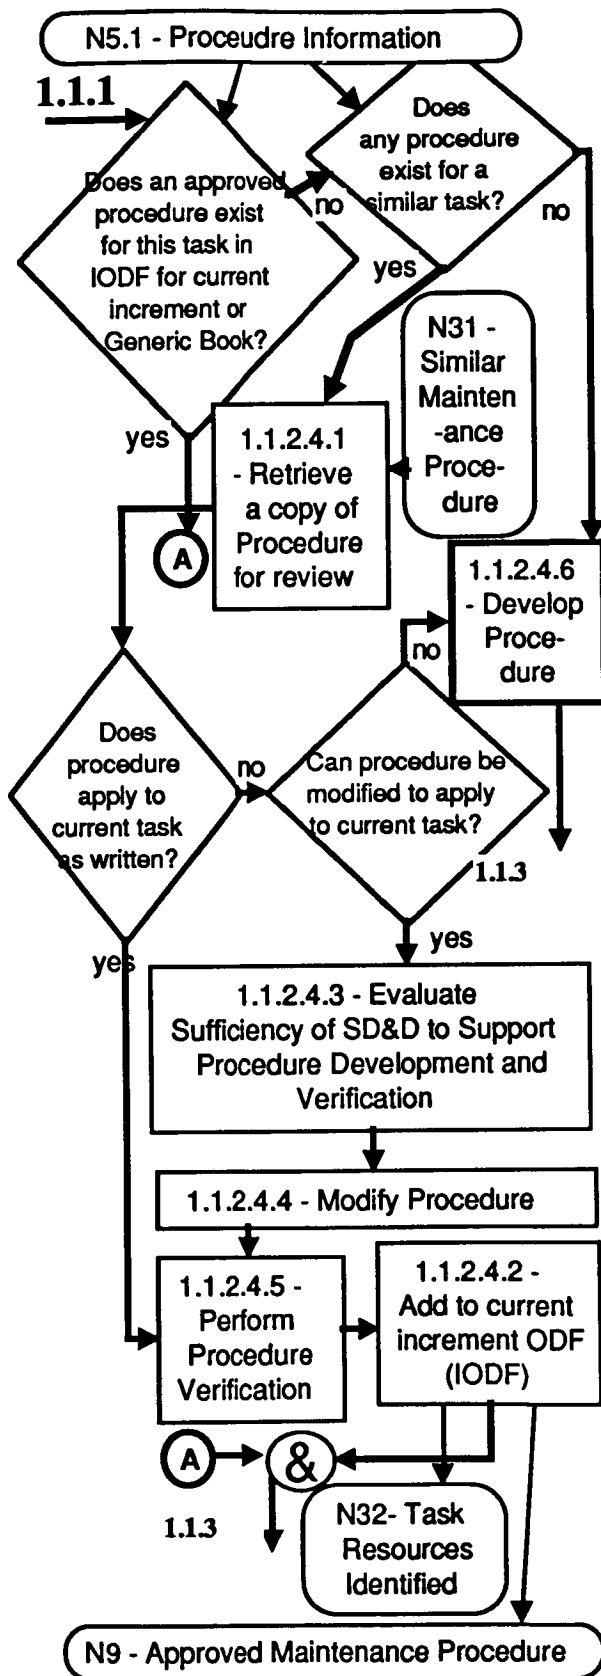 N5.1 - Proceudre Information
1.1.1
Does
any procedure
exist for a
similar task?
Does an approved
procedure exist
for this task in
IODF for current
increment or
Generic Book?
no
no
yes
N31 -
Similar
Mainten
-ance
Proce-
dure
yes
1.1.2.4.1
- Retrieve
a copy of
Procedure
for review
A
1.1.2.4.6
- Develop
Proce-
dure
no
Does
procedure
apply to
current task
as written?
no
Can procedure be
modified to apply
to current task?
1.1.3
yes
yes
1.1.2.4.3 - Evaluate
Sufficiency of SD&D to Support
Procedure Development and
Verification
1.1.2.4.4 - Modify Procedure
1.1.2.4.5 -
Perform
Procedure
Verification
1.1.2.4.2 -
Add to current
increment ODF
(IODF)
A
&
1.1.3
N32- Task
Resources
Identified
N9 - Approved Maintenance Procedure